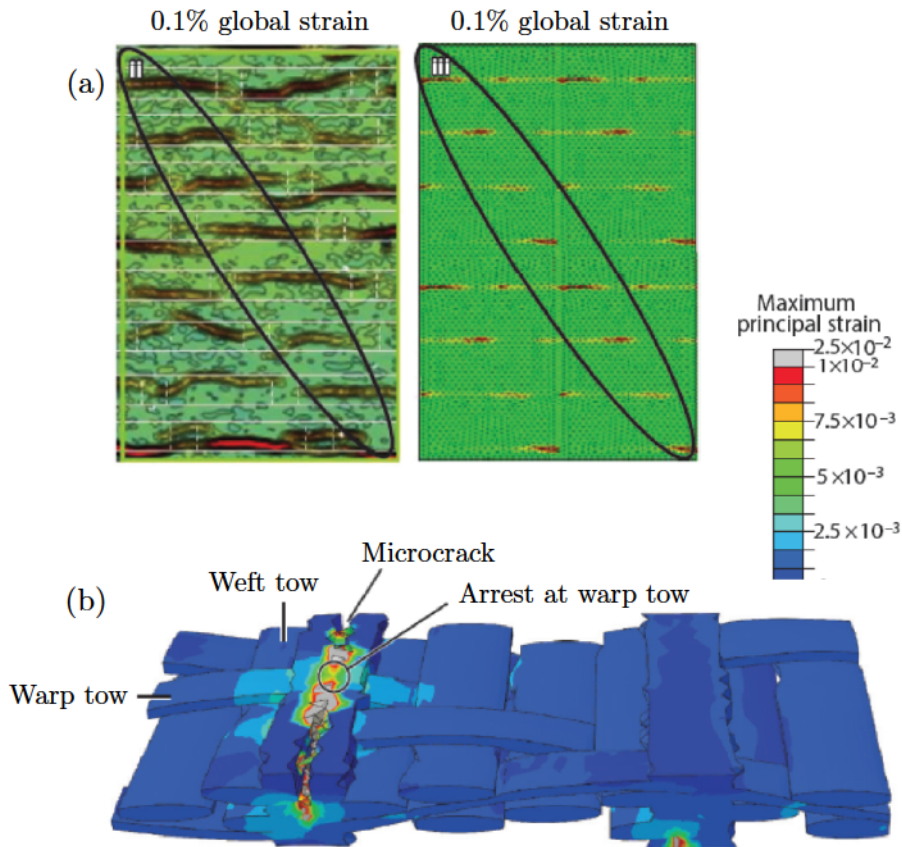 0.1% global strain
0.1% global strain
(a)
iii
iii
Maximum
principal strain
2.5×10⁻²
1×10⁻²
7.5×10⁻³
5×10⁻³
2.5×10⁻³
(b)
Microcrack
Weft tow
Arrest at warp tow
Warp tow